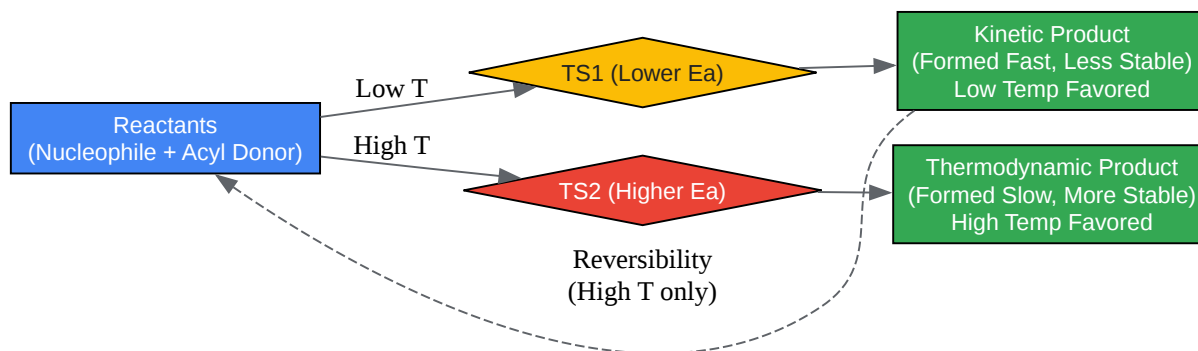 Reactants
(Nucleophile + Acyl Donor)
Low T
High T
TS1 (Lower Ea)
TS2 (Higher Ea)
Kinetic Product
(Formed Fast, Less Stable)
Low Temp Favored
Thermodynamic Product
(Formed Slow, More Stable)
High Temp Favored
Reversibility
(High T only)